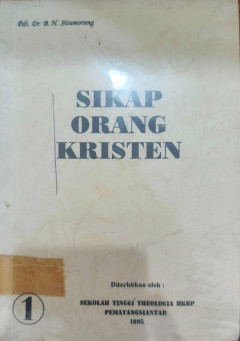 Pdt. Dr. B. N. Situmorang
SIKAP
ORANG
KRISTEN
Diterbitkan oleh :
1
SEKOLAH TINGGI THEOLOGIA HKBP
PEMATANGSIANTAR
1995